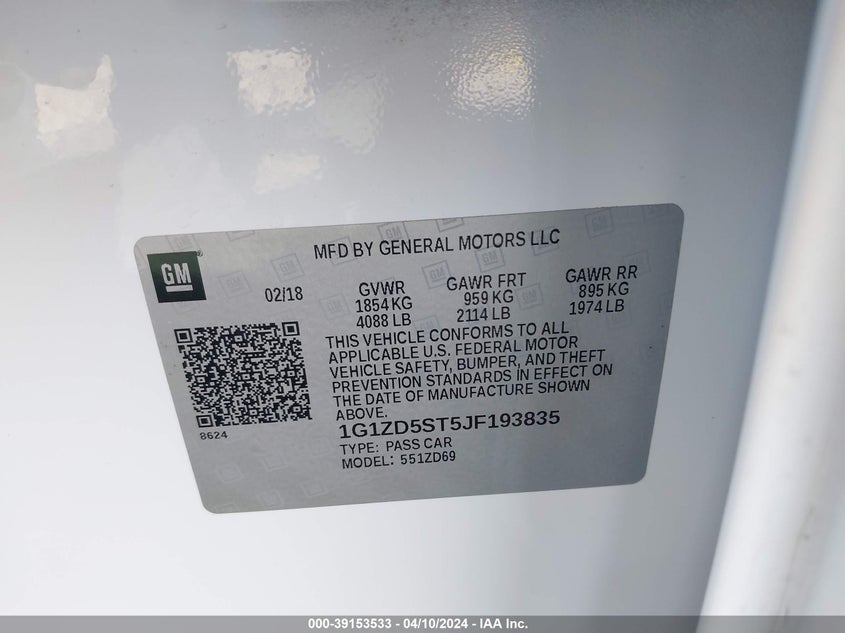 MFD BY GENERAL MOTORS LLC
GM
02/18
GVWR
1854 KG
4088 LB
GAWR FRT
959 KG
2114 LB
GAWR RR
895 KG
1974 LB
THIS VEHICLE CONFORMS TO ALL
APPLICABLE U.S. FEDERAL MOTOR
VEHICLE SAFETY, BUMPER, AND THEFT
PREVENTION STANDARDS IN EFFECT ON
THE DATE OF MANUFACTURE SHOWN
ABOVE.
8624
1G1ZD5ST5JF193835
TYPE: PASS CAR
MODEL: 551ZD69
000-39153533 - 04/10/2024 - IAA Inc.